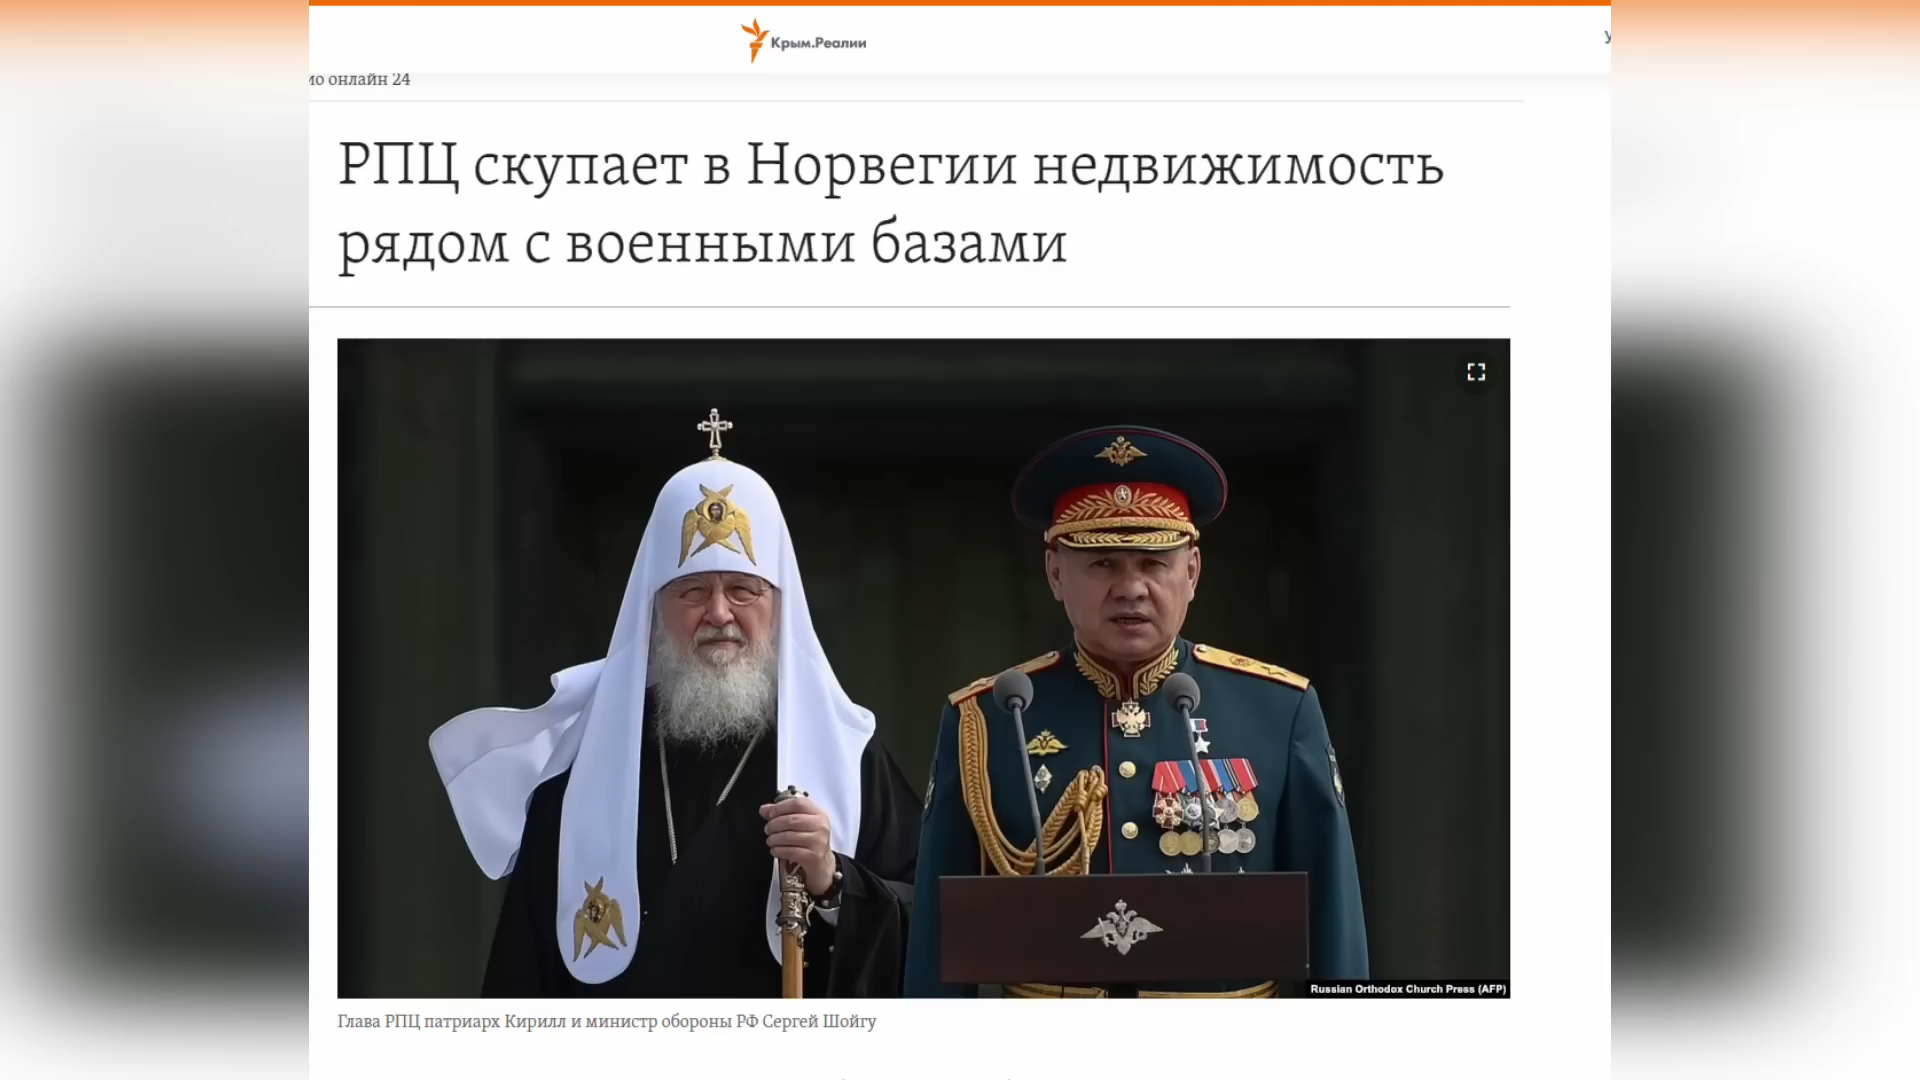 Крым.Реалии
У
ио онлайн 24
РПЦ скупает в Норвегии недвижимость
рядом с военными базами
Russian Orthodox Church Press (AFP)
Глава РПЦ патриарх Кирилл и министр обороны РФ Сергей Шойгу